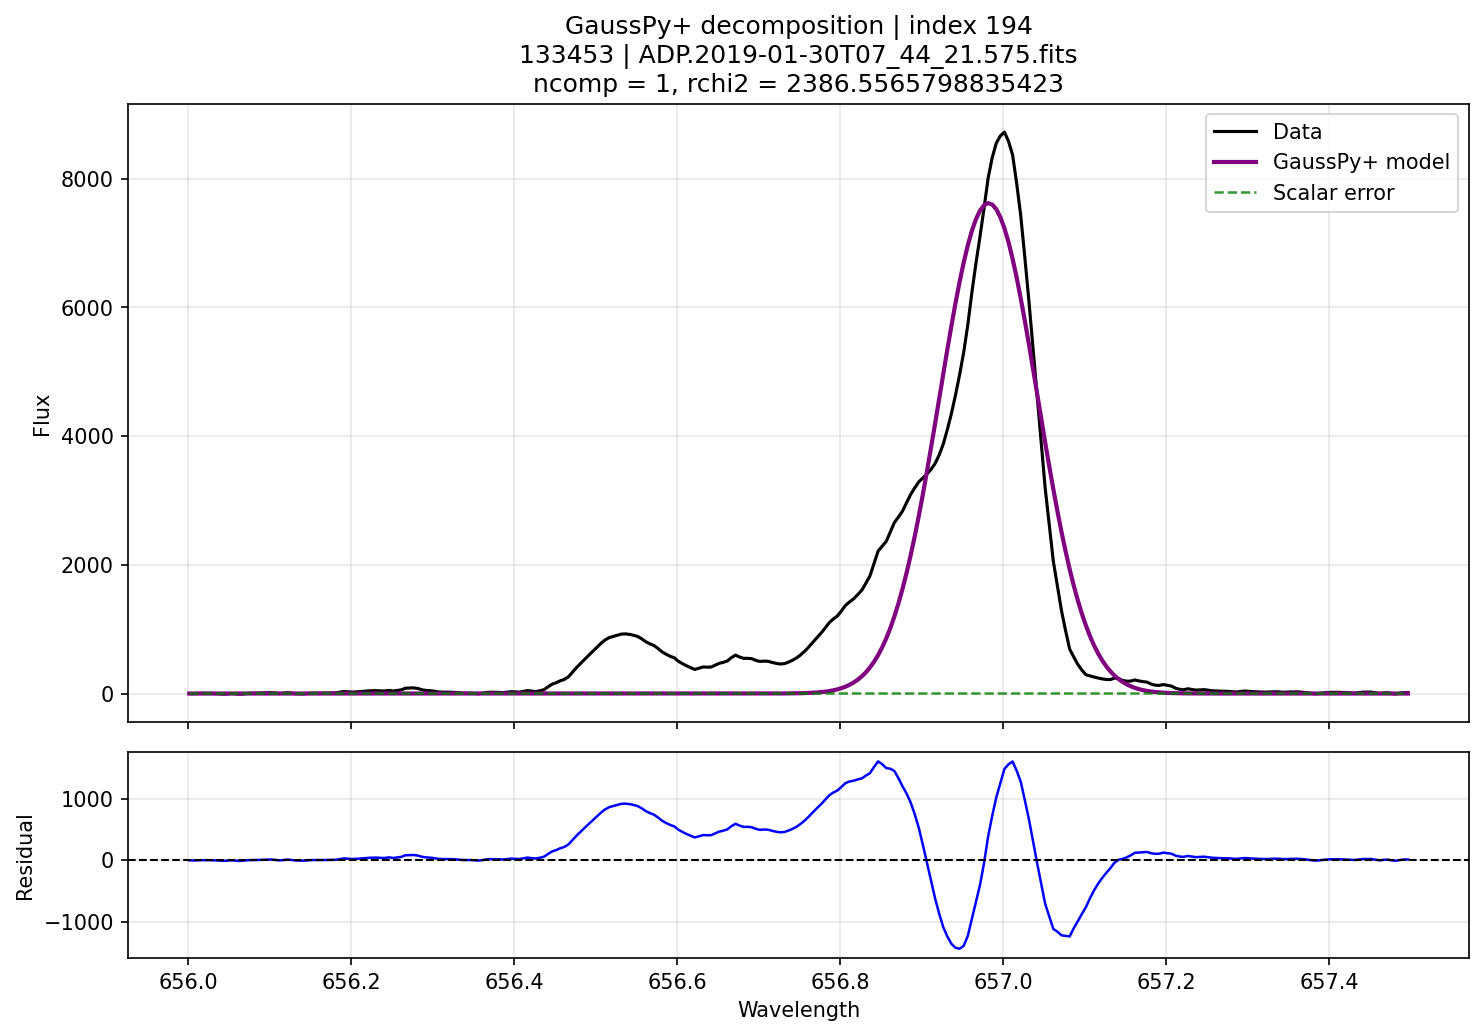 GaussPy+ decomposition | index 194
133453 | ADP.2019-01-30T07_44_21.575.fits
ncomp = 1, rchi2 = 2386.5565798835423
Data
GaussPy+ model
Scalar error
Flux
8000
6000
4000
2000
0
Residual
1000
0
−1000
656.0 656.2 656.4 656.6 656.8 657.0 657.2 657.4
Wavelength